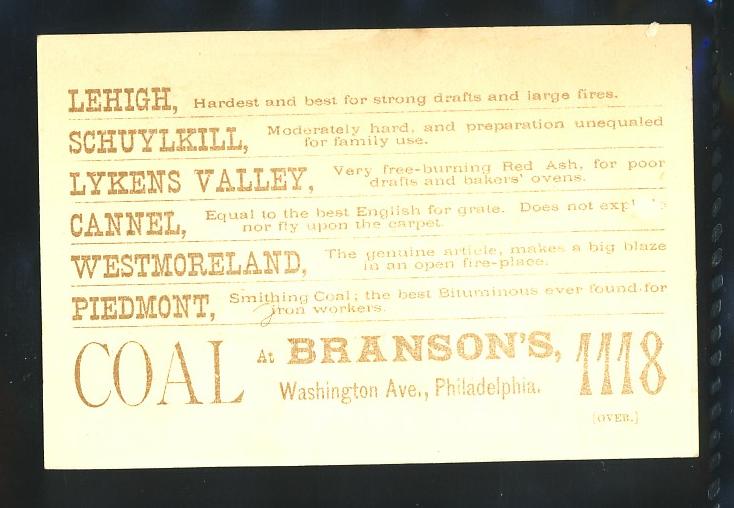 LEHIGH, Hardest and best for strong drafts and large fires.
SCHUYLKILL, Moderately hard, and preparation unequaled
for family use.
LYKENS VALLEY, Very free-burning Red Ash, for poor
drafts and bakers' ovens.
CANNEL, Equal to the best English for grate. Does not
nor fly upon the carpet.
WESTMORELAND, The genuine article, makes a big blaze
in an open fire-place.
PIEDMONT, Smithing Coal; the best Bituminous ever found for
iron workers.
COAL At BRANSON'S, 1118
Washington Ave., Philadelphia.
[OVER.]